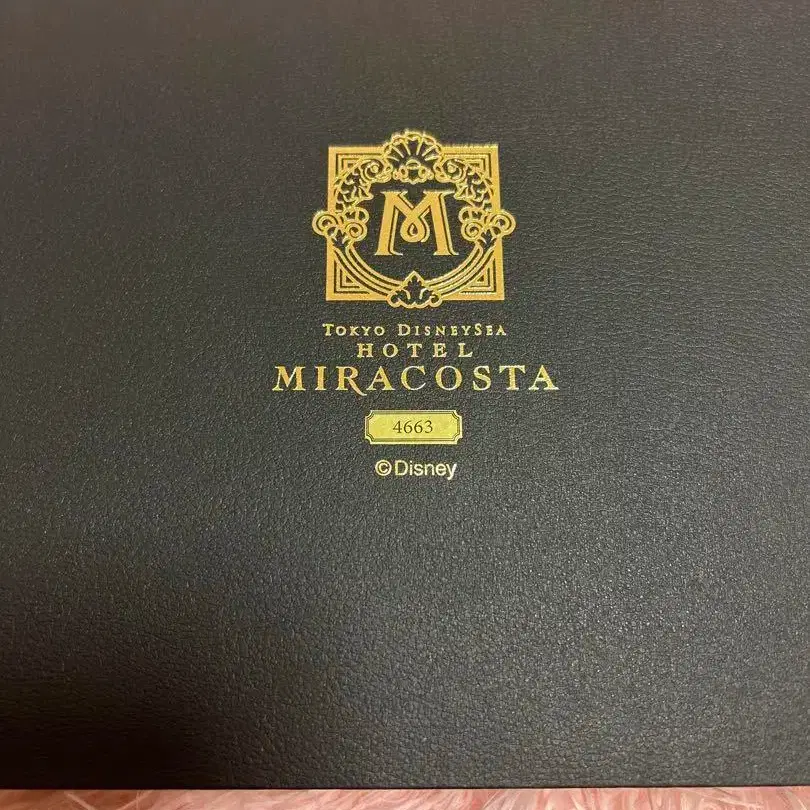 M
TOKYO DISNEYSEA
HOTEL
MIRACOSTA
4663
©Disney